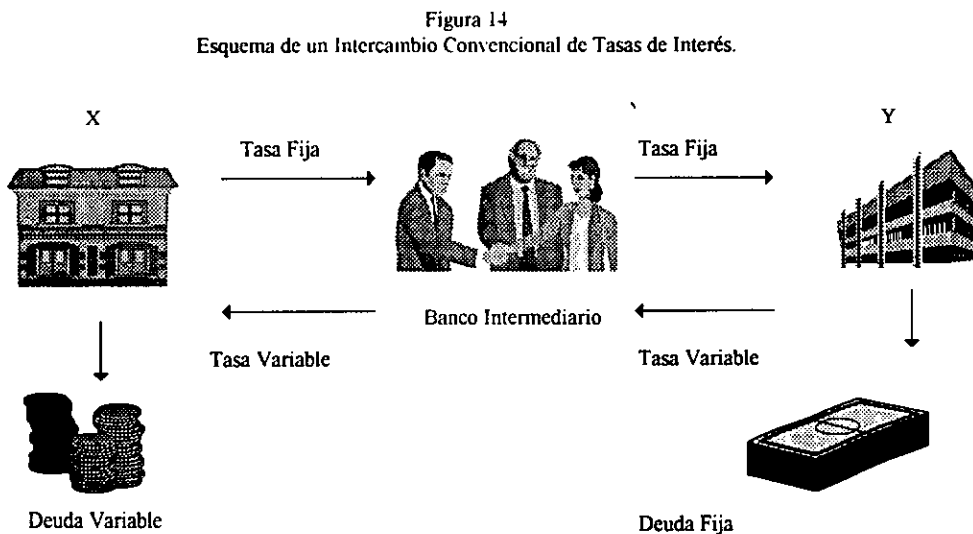 Figura 14
Esquema de un Intercambio Convencional de Tasas de Interés.
X
Y
Tasa Fija
Tasa Fija
Banco Intermediario
Tasa Variable
Tasa Variable
Deuda Variable
Deuda Fija